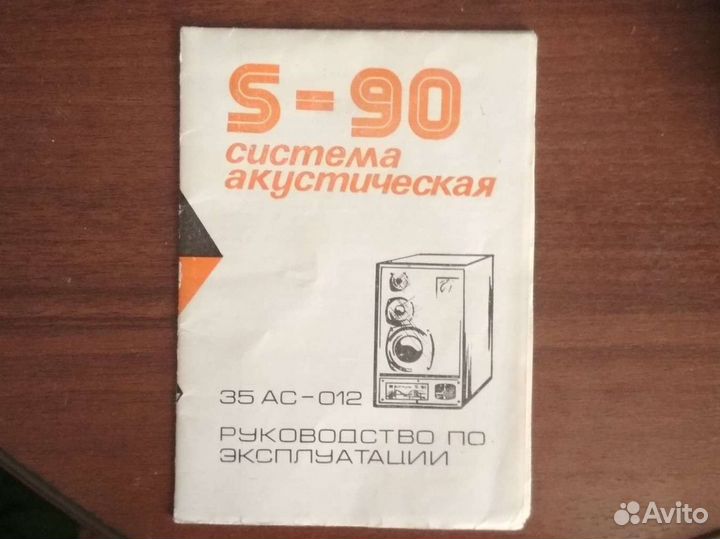 S-90
система
акустическая
35 АС-012
РУКОВОДСТВО ПО
ЭКСПЛУАТАЦИИ
Avito